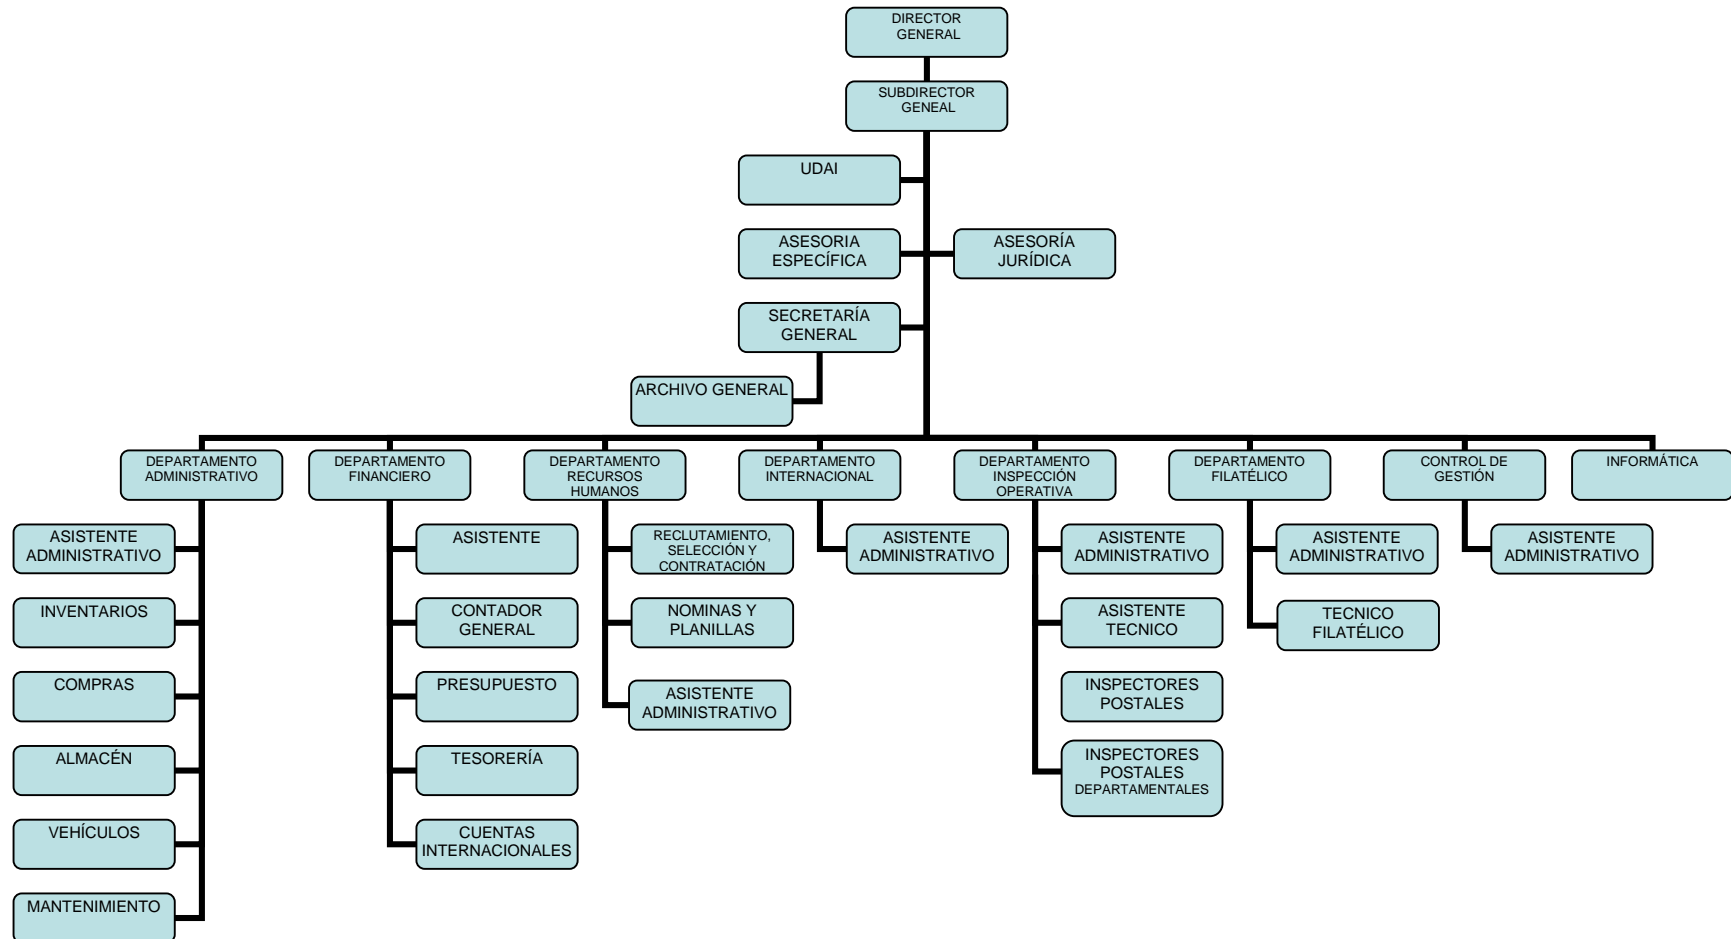 DIRECTOR
GENERAL
SUBDIRECTOR
GENEAL
UDAI
ASESORIA
ESPECÍFICA
ASESORÍA
JURÍDICA
SECRETARÍA
GENERAL
ARCHIVO GENERAL
DEPARTAMENTO
ADMINISTRATIVO
DEPARTAMENTO
FINANCIERO
DEPARTAMENTO
RECURSOS
HUMANOS
DEPARTAMENTO
INTERNACIONAL
DEPARTAMENTO
INSPECCIÓN
OPERATIVA
DEPARTAMENTO
FILATÉLICO
CONTROL DE
GESTIÓN
INFORMÁTICA
ASISTENTE
ADMINISTRATIVO
INVENTARIOS
COMPRAS
ALMACÉN
VEHÍCULOS
MANTENIMIENTO
ASISTENTE
CONTADOR
GENERAL
PRESUPUESTO
TESORERÍA
CUENTAS
INTERNACIONALES
RECLUTAMIENTO,
SELECCIÓN Y
CONTRATACIÓN
NOMINAS Y
PLANILLAS
ASISTENTE
ADMINISTRATIVO
ASISTENTE
ADMINISTRATIVO
ASISTENTE
ADMINISTRATIVO
ASISTENTE
TECNICO
INSPECTORES
POSTALES
INSPECTORES
POSTALES
DEPARTAMENTALES
ASISTENTE
ADMINISTRATIVO
TECNICO
FILATÉLICO
ASISTENTE
ADMINISTRATIVO